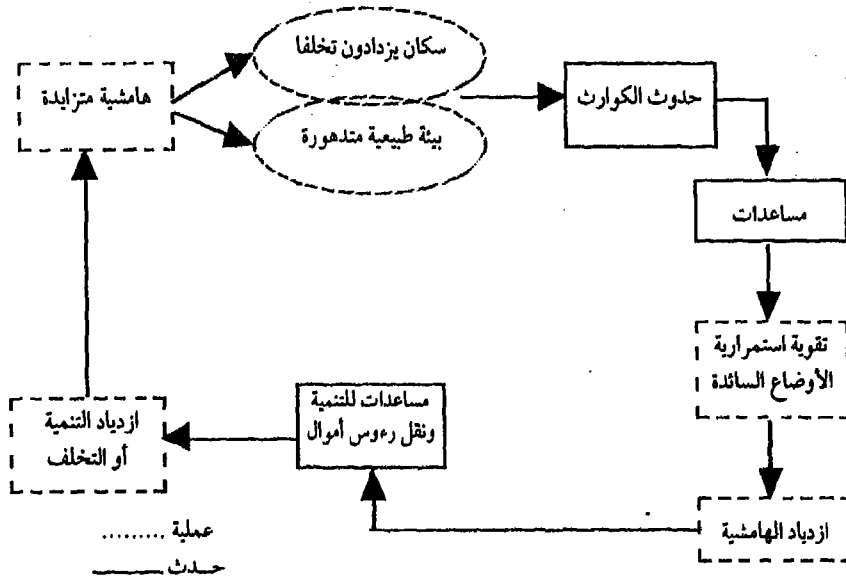 سكان يزدادون تخلفا
هامشية متزايدة
بيئة طبيعية متدهورة
حدوث الكوارث
مساعدات
تقوية استمرارية
الأوضاع السائدة
ازدياد الهامشية
مساعدات للتنمية
ونقل رءوس أموال
ازدياد التنمية
أو التخلف
عملية .........
حدث ــــــــ